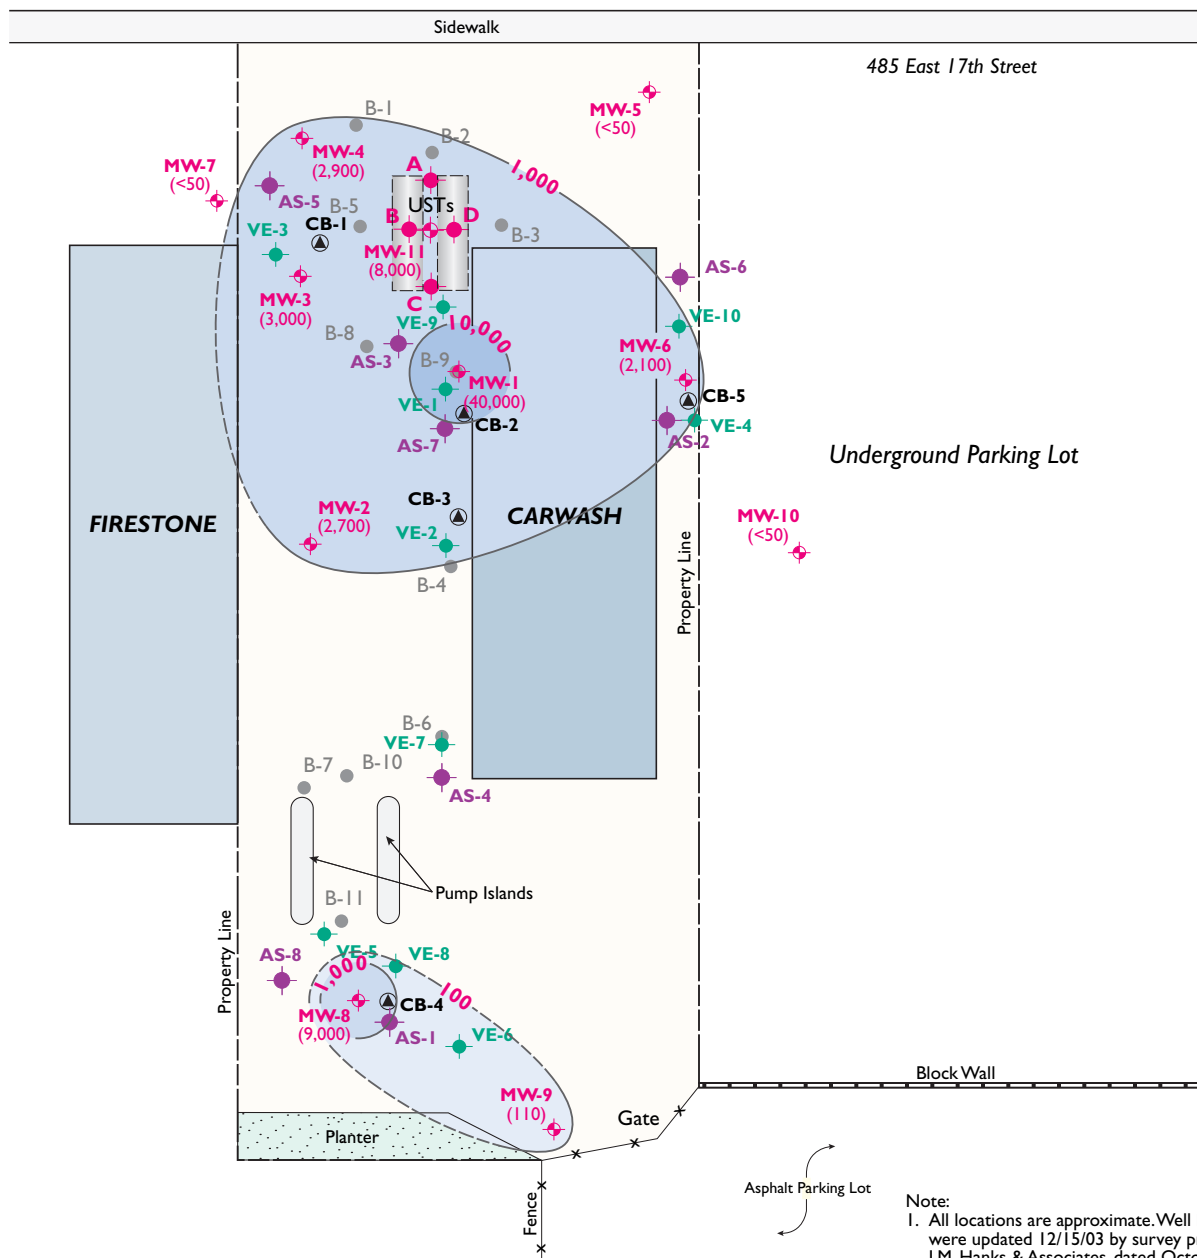 Sidewalk
485 East 17th Street
MW-5
(<50)
B-1
B-2
MW-4
(2,900)
MW-7
(<50)
1,000
A
AS-5
USTs
B-5
B
D
B-3
CB-1
VE-3
MW-11
(8,000)
AS-6
MW-3
(3,000)
C
VE-9
10,000
VE-10
B-8
AS-3
B-9
MW-6
(2,100)
MW-1
(40,000)
VE-1
CB-5
CB-2
AS-7
AS-2
VE-4
Underground Parking Lot
CB-3
MW-2
(2,700)
FIRESTONE
CARWASH
MW-10
(<50)
VE-2
B-4
Property Line
B-6
VE-7
B-7
B-10
AS-4
Pump Islands
B-11
Property Line
VE-5
VE-8
AS-8
1,000
100
CB-4
MW-8
(9,000)
AS-1
VE-6
Block Wall
MW-9
(110)
Gate
Planter
Asphalt Parking Lot
Fence
Note:
1. All locations are approximate. Well
were updated 12/15/03 by survey p
J.M. Hanks & Associates, dated Octo